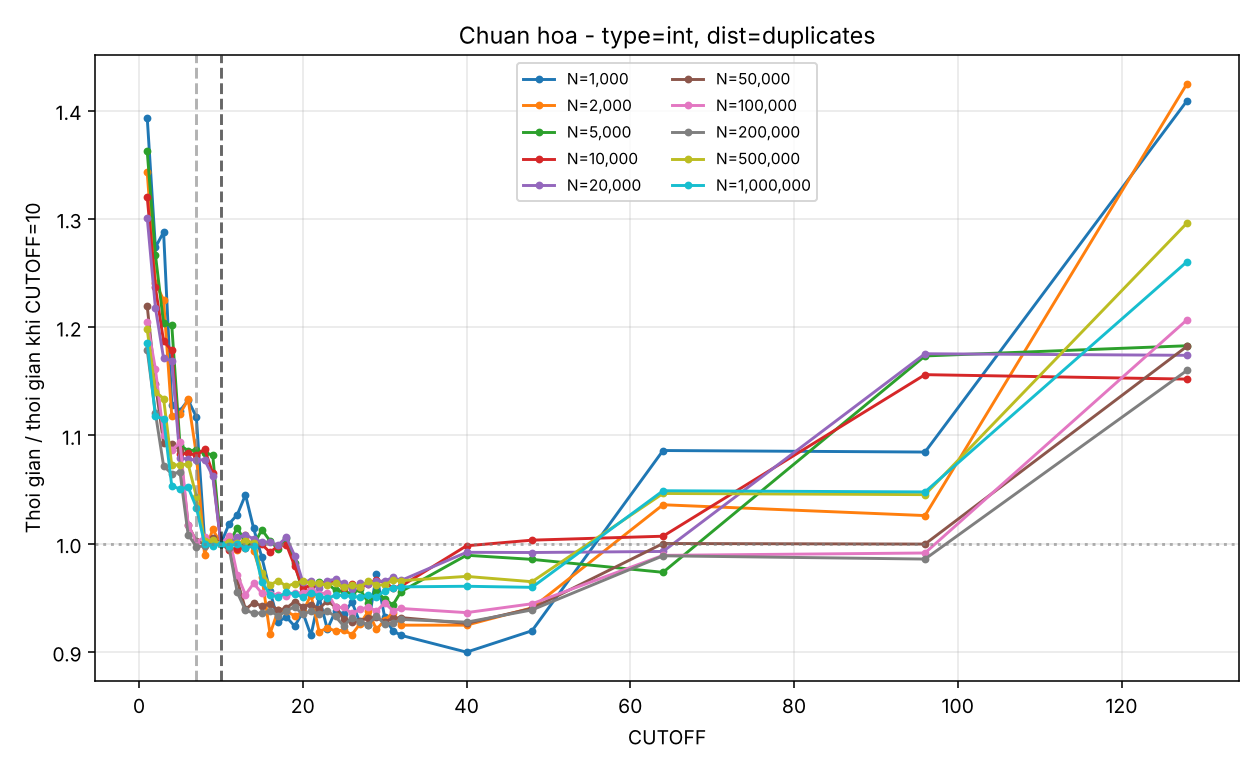 Chuan hoa - type=int, dist=duplicates
Thoi gian / thoi gian khi CUTOFF=10
1.4
1.3
1.2
1.1
1.0
0.9
N=1,000
N=2,000
N=5,000
N=10,000
N=20,000
N=50,000
N=100,000
N=200,000
N=500,000
N=1,000,000
0 20 40 60 80 100 120
CUTOFF